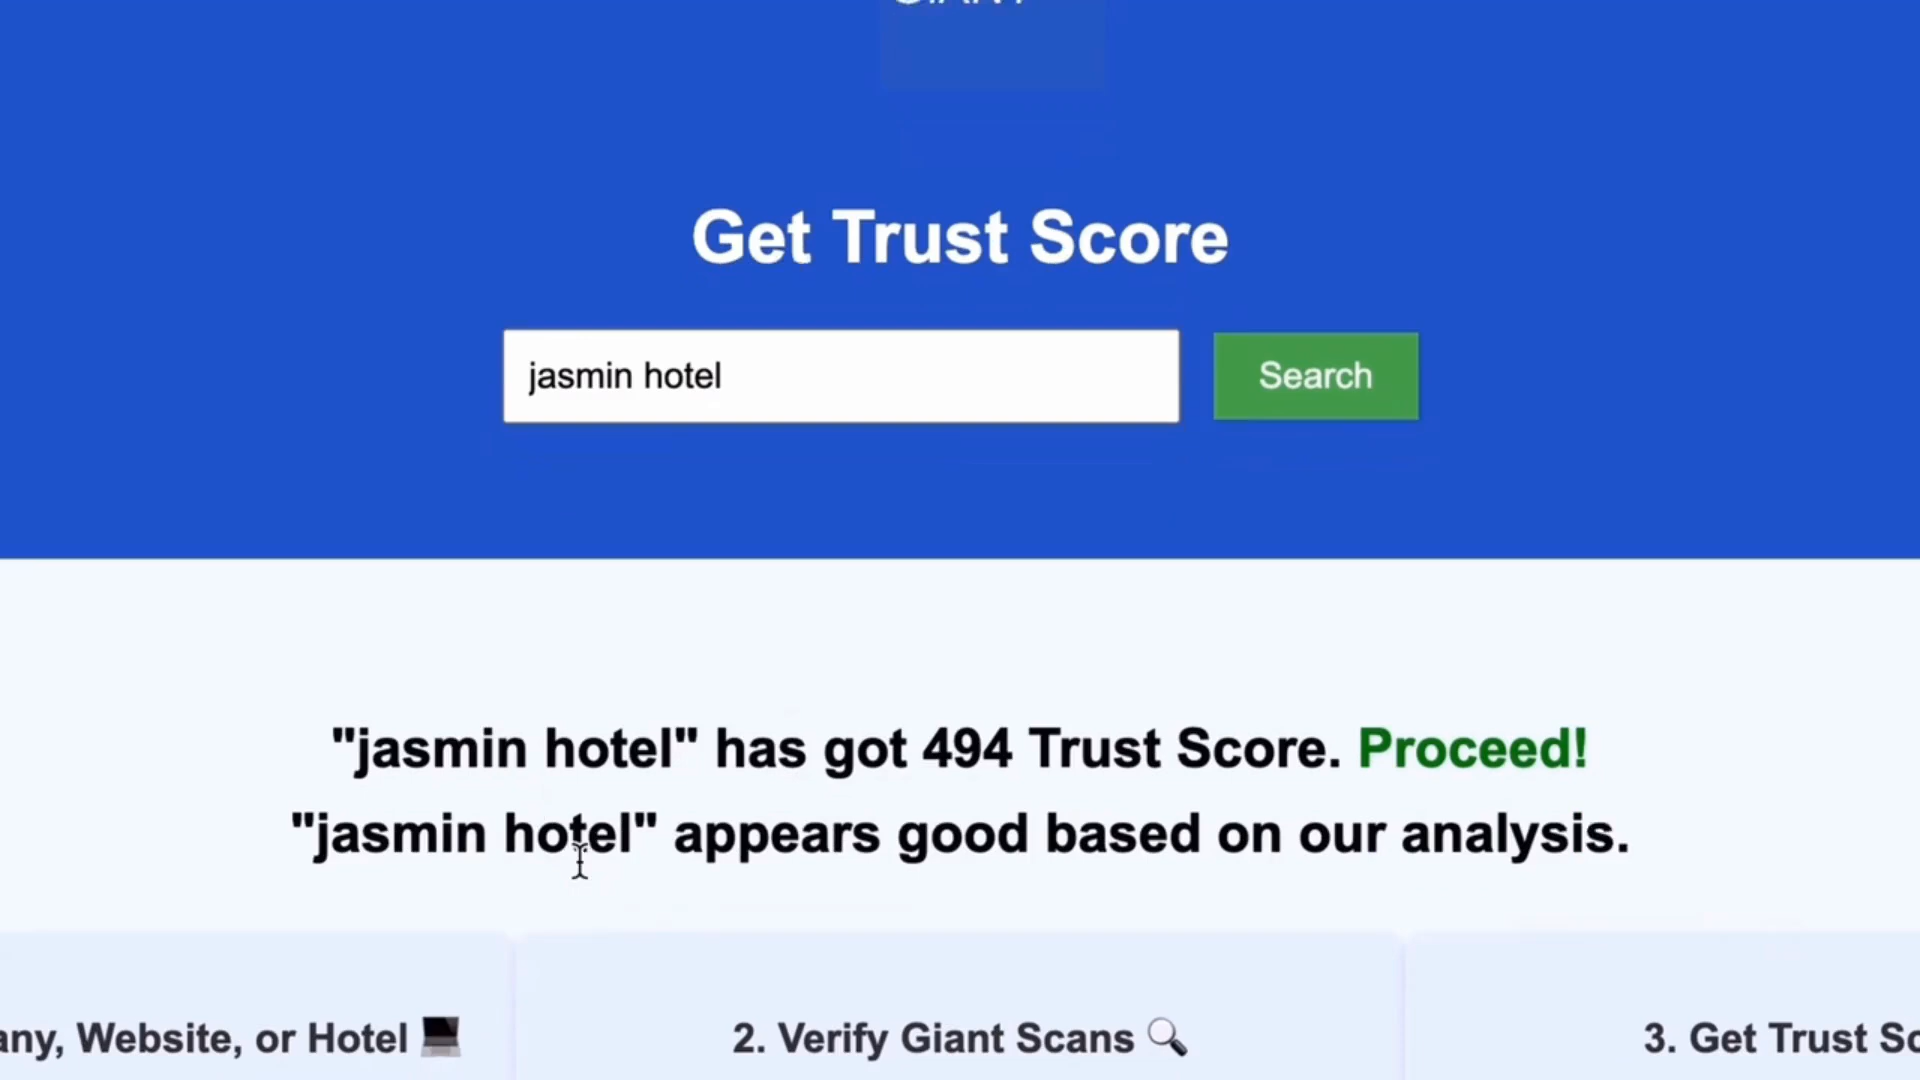 Get Trust Score
jasmin hotel
Search
"jasmin hotel" has got 494 Trust Score. Proceed!
"jasmin hotel" appears good based on our analysis.
any, Website, or Hotel 💻
2. Verify Giant Scans 🔍
3. Get Trust Sc